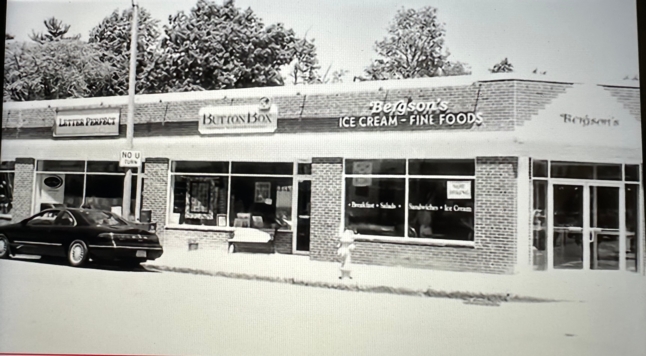 LETTER PERFECT
BUTTON BOX
Bergson's
ICE CREAM - FINE FOODS
Bergson's
NO U
TURN
• Breakfast • Salads • Sandwiches • Ice Cream